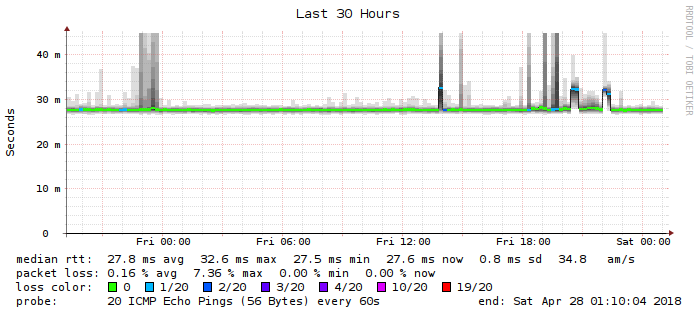 Last 30 Hours
RRDTOOL / TOBI OETIKER
Seconds
40 m
30 m
20 m
10 m
0
Fri 00:00 Fri 06:00 Fri 12:00 Fri 18:00 Sat 00:00
median rtt: 27.8 ms avg 32.6 ms max 27.5 ms min 27.6 ms now 0.8 ms sd 34.8 am/s
packet loss: 0.16 % avg 7.36 % max 0.00 % min 0.00 % now
loss color: 0 1/20 2/20 3/20 4/20 10/20 19/20
probe: 20 ICMP Echo Pings (56 Bytes) every 60s end: Sat Apr 28 01:10:04 2018